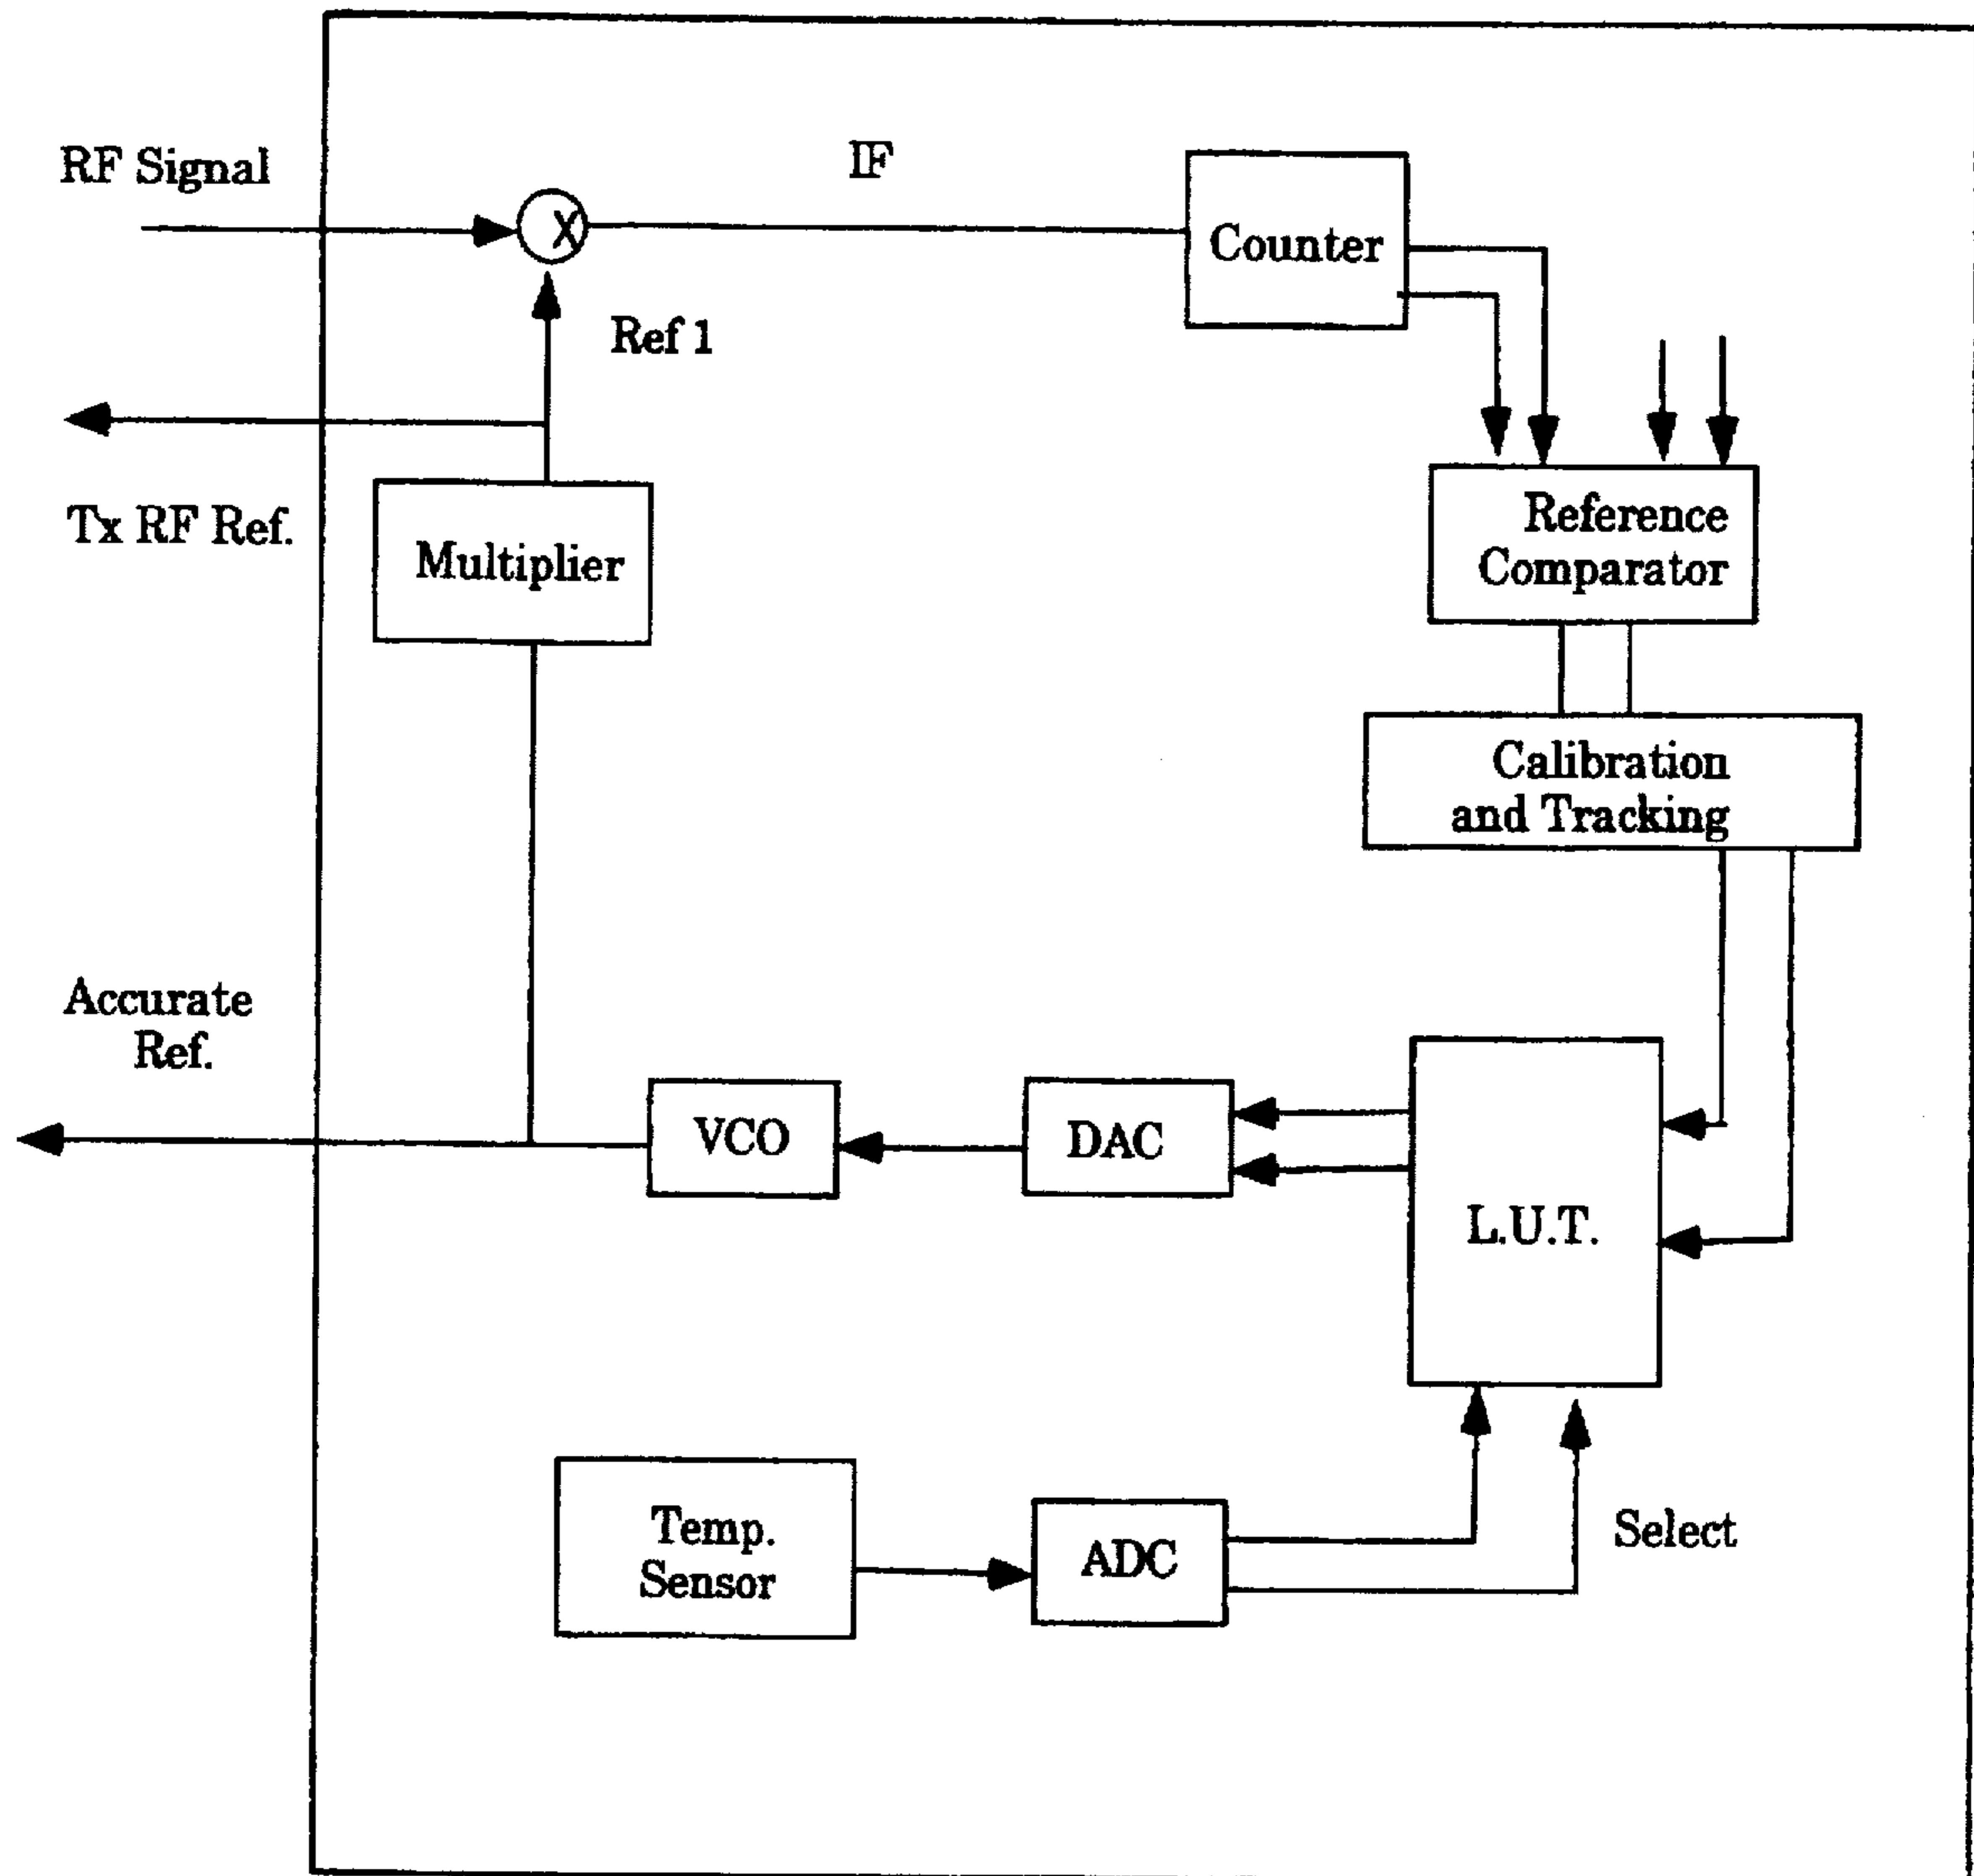 RF Signal
IF
X
Counter
Ref 1
Tx RF Ref.
Multiplier
Reference
Comparator
Calibration
and Tracking
Accurate
Ref.
VCO
DAC
L.U.T.
Temp.
Sensor
ADC
Select